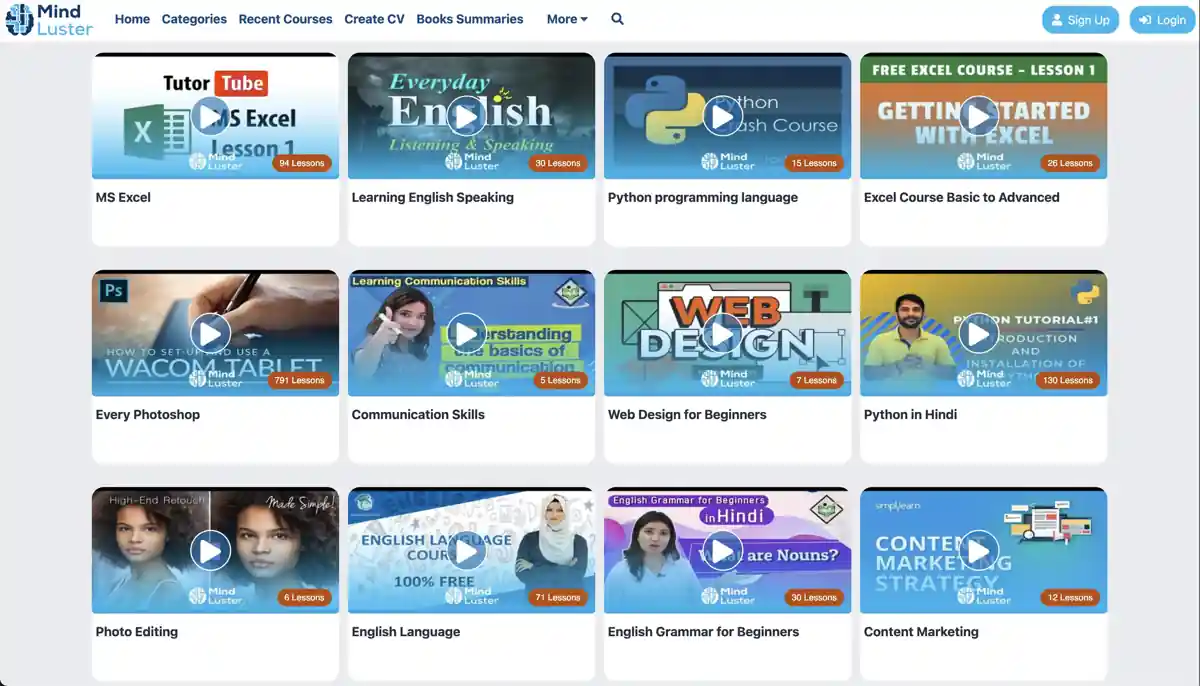 Mind
Luster
Home
Categories
Recent Courses
Create CV
Books Summaries
More
Sign Up
Login
Tutor Tube
X
MS Excel
Lesson 1
Mind
Luster
94 Lessons
MS Excel
Everyday
English
Listening & Speaking
Mind
Luster
30 Lessons
Learning English Speaking
Python
Crash Course
Mind
Luster
15 Lessons
Python programming language
FREE EXCEL COURSE - LESSON 1
GETTING STARTED
WITH EXCEL
Mind
Luster
26 Lessons
Excel Course Basic to Advanced
Ps
HOW TO SET-UP AND USE A
WACOM TABLET
Mind
Luster
791 Lessons
Every Photoshop
Learning Communication Skills
Understanding
the basics of
communication
Mind
Luster
5 Lessons
Communication Skills
WEB
DESIGN
T
Mind
Luster
7 Lessons
Web Design for Beginners
PYTHON TUTORIAL#1
INTRODUCTION
AND
INSTALLATION OF
Mind
Luster
130 Lessons
Python in Hindi
High-End Retouch
Made Simple!
Mind
Luster
6 Lessons
Photo Editing
ENGLISH LANGUAGE
COURSE
100% FREE
Mind
Luster
71 Lessons
English Language
English Grammar for Beginners
in Hindi
What are Nouns?
Mind
Luster
30 Lessons
English Grammar for Beginners
simplilearn
CONTENT
MARKETING
STRATEGY
Mind
Luster
12 Lessons
Content Marketing